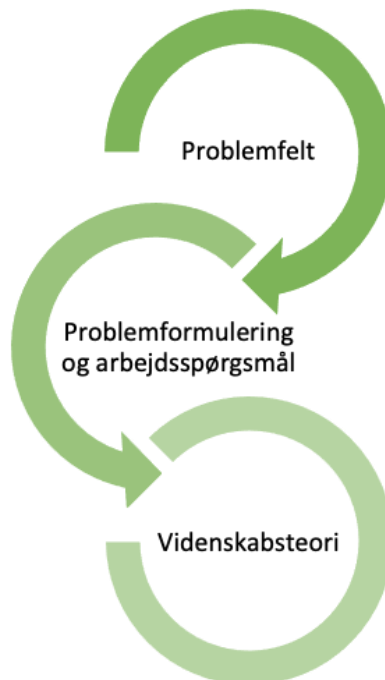 Problemfelt
Problemformulering
og arbejdsspørgsmål
Videnskabsteori